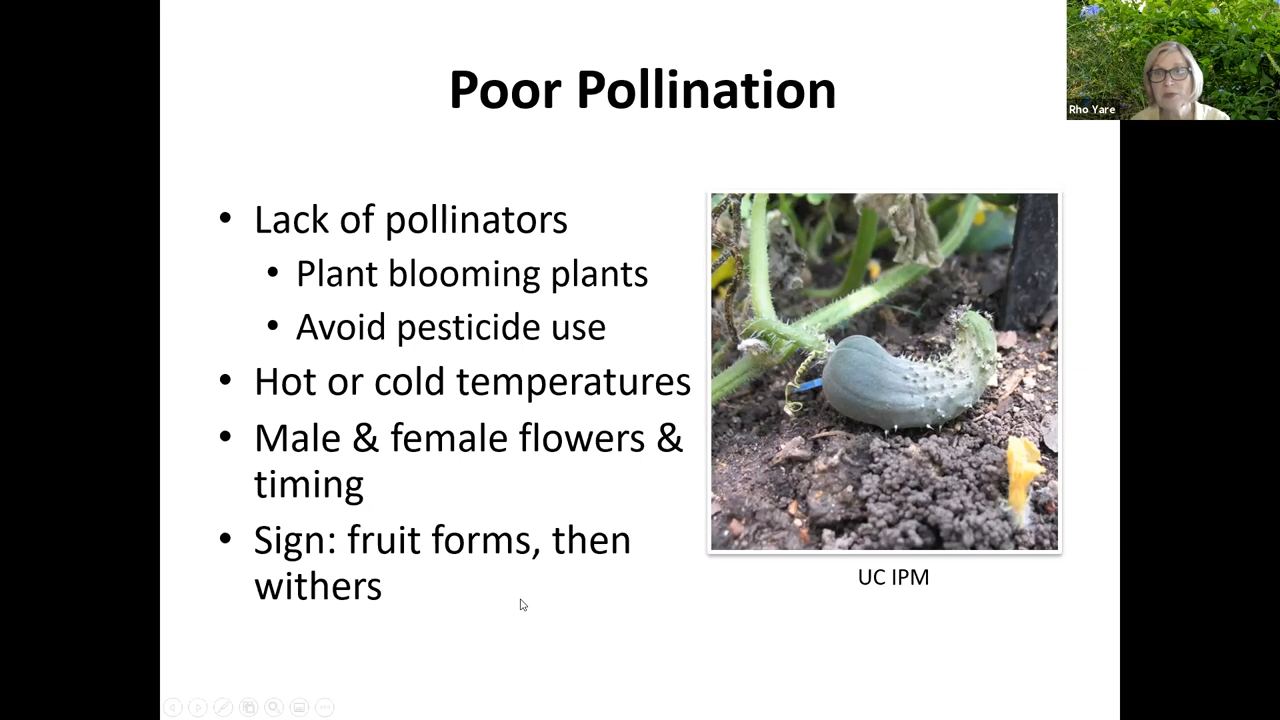 Poor Pollination
Rho Yare
• Lack of pollinators
• Plant blooming plants
• Avoid pesticide use
• Hot or cold temperatures
• Male & female flowers &
timing
• Sign: fruit forms, then
withers
UC IPM